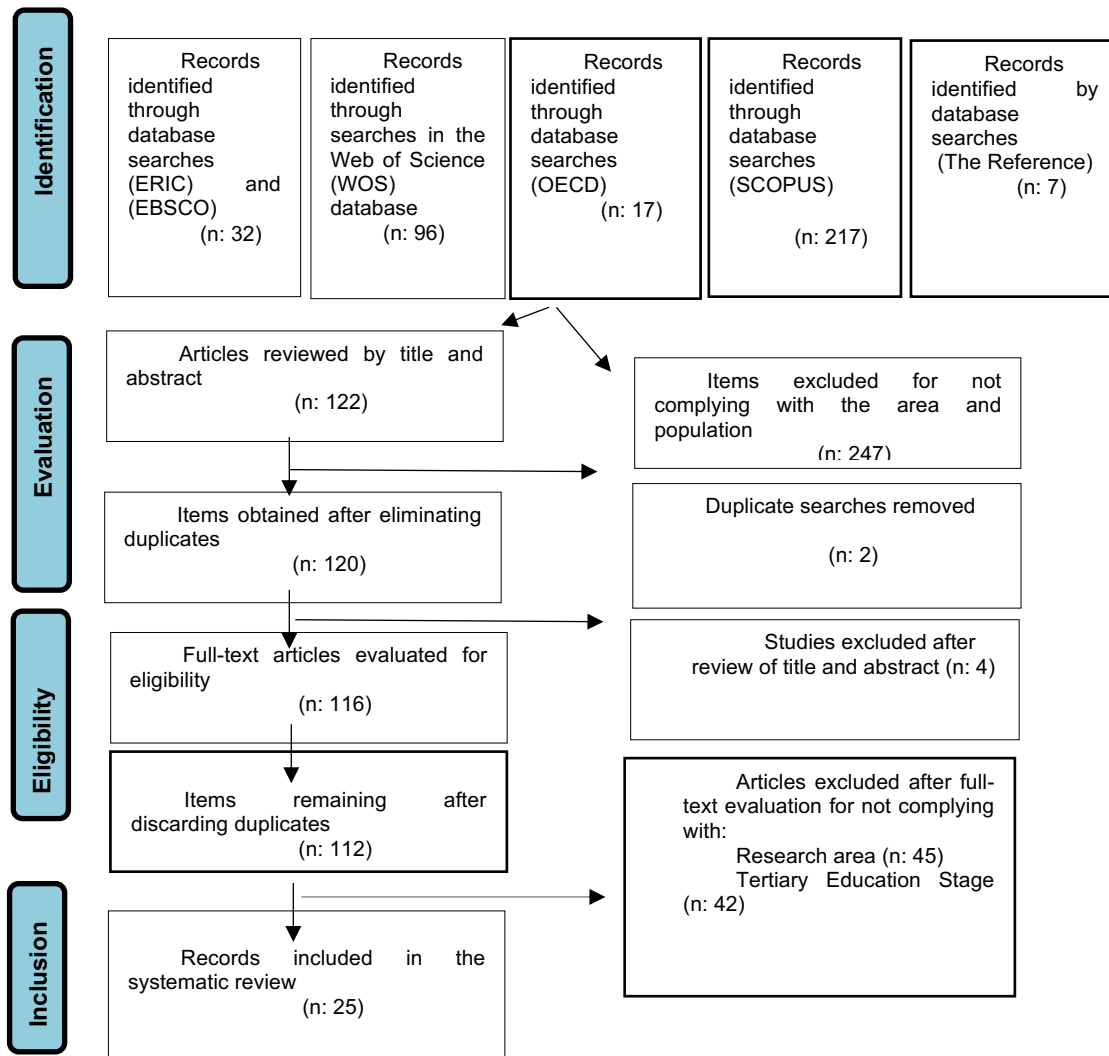 Identification
Records
identified
through
database
searches
(ERIC) and
(EBSCO)
(n: 32)
Records
identified
through
searches in the
Web of Science
(WOS)
database
(n: 96)
Records
identified
through
database
searches
(OECD)
(n: 17)
Records
identified
through
database
searches
(SCOPUS)
(n: 217)
Records
identified by
database
searches
(The Reference)
(n: 7)
Evaluation
Articles reviewed by title and
abstract
(n: 122)
Items excluded for not
complying with the area and
population
(n: 247)
Items obtained after eliminating
duplicates
(n: 120)
Duplicate searches removed
(n: 2)
Eligibility
Full-text articles evaluated for
eligibility
(n: 116)
Studies excluded after
review of title and abstract (n: 4)
Items remaining after
discarding duplicates
(n: 112)
Articles excluded after full-
text evaluation for not complying
with:
Research area (n: 45)
Tertiary Education Stage
(n: 42)
Inclusion
Records included in the
systematic review
(n: 25)